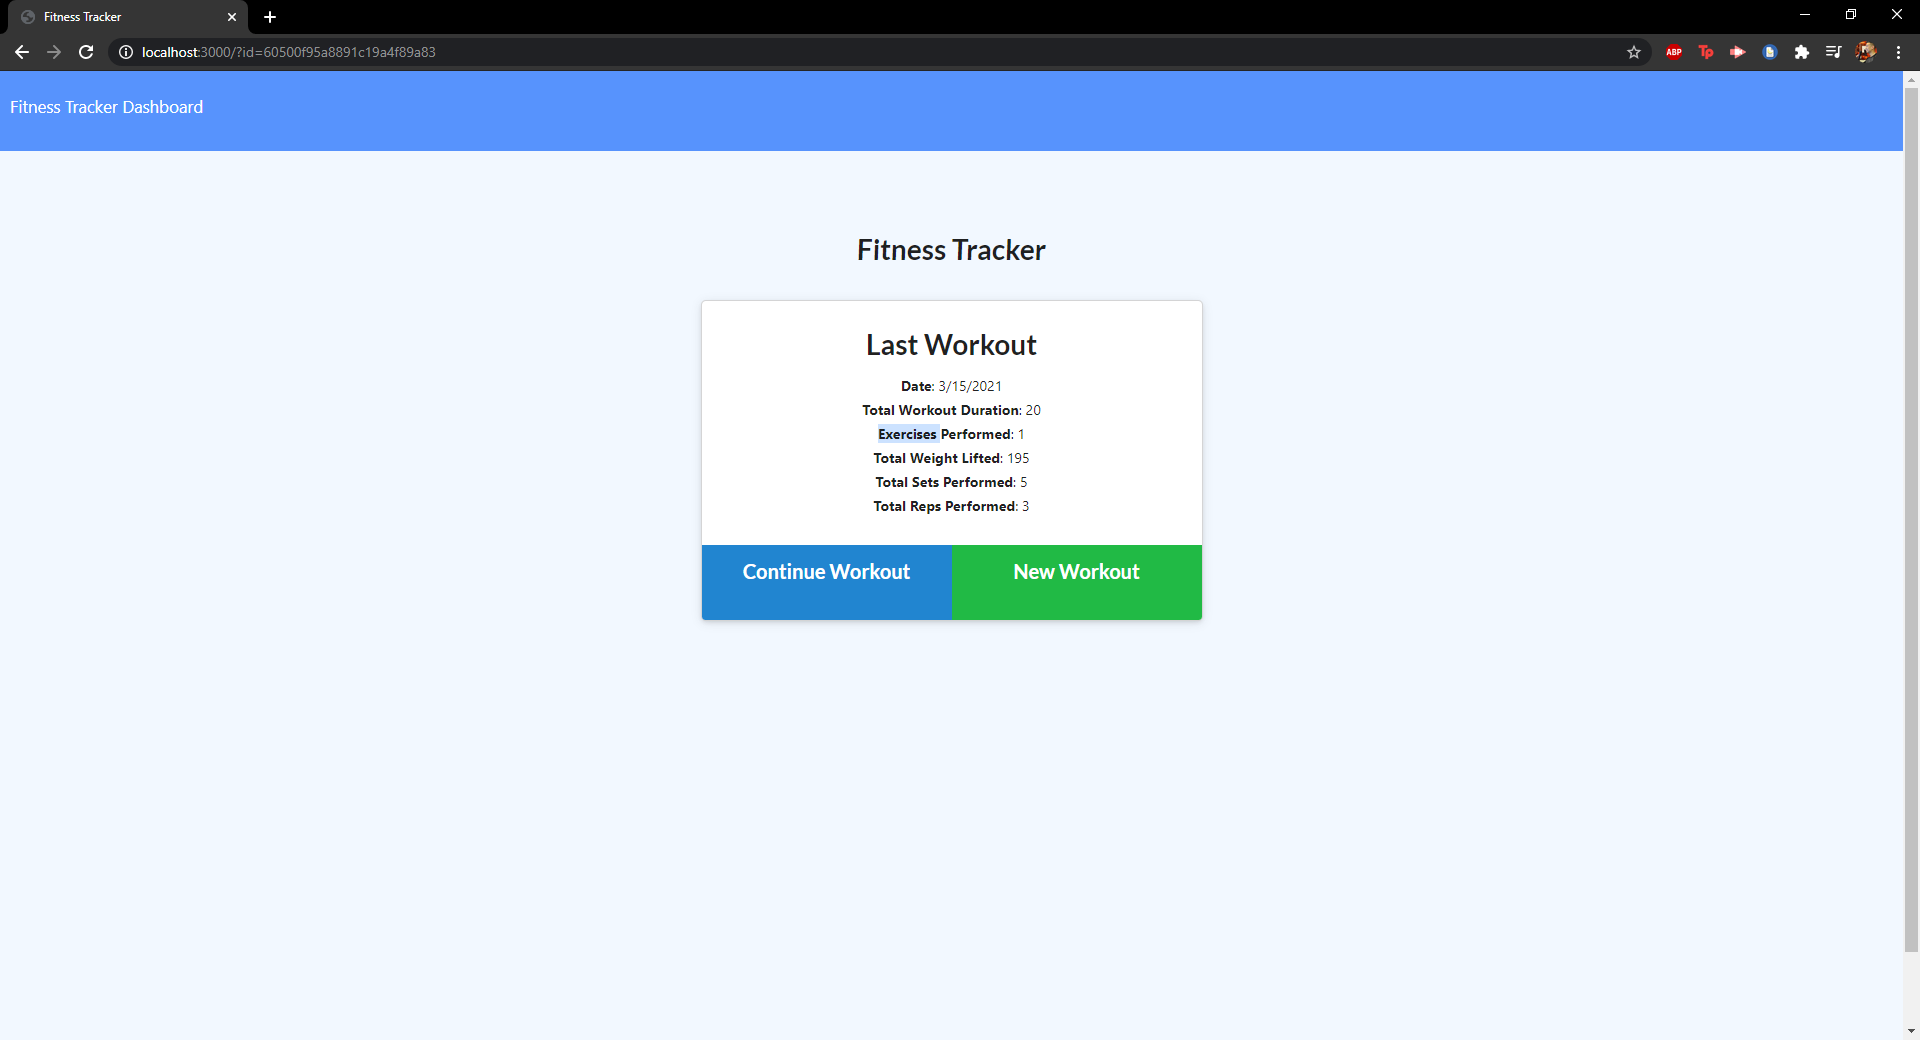 Fitness Tracker
localhost:3000/?id=60500f95a8891c19a4f89a83
ABP
Tp
Fitness Tracker Dashboard
Fitness Tracker
Last Workout
Date: 3/15/2021
Total Workout Duration: 20
Exercises Performed: 1
Total Weight Lifted: 195
Total Sets Performed: 5
Total Reps Performed: 3
Continue Workout
New Workout